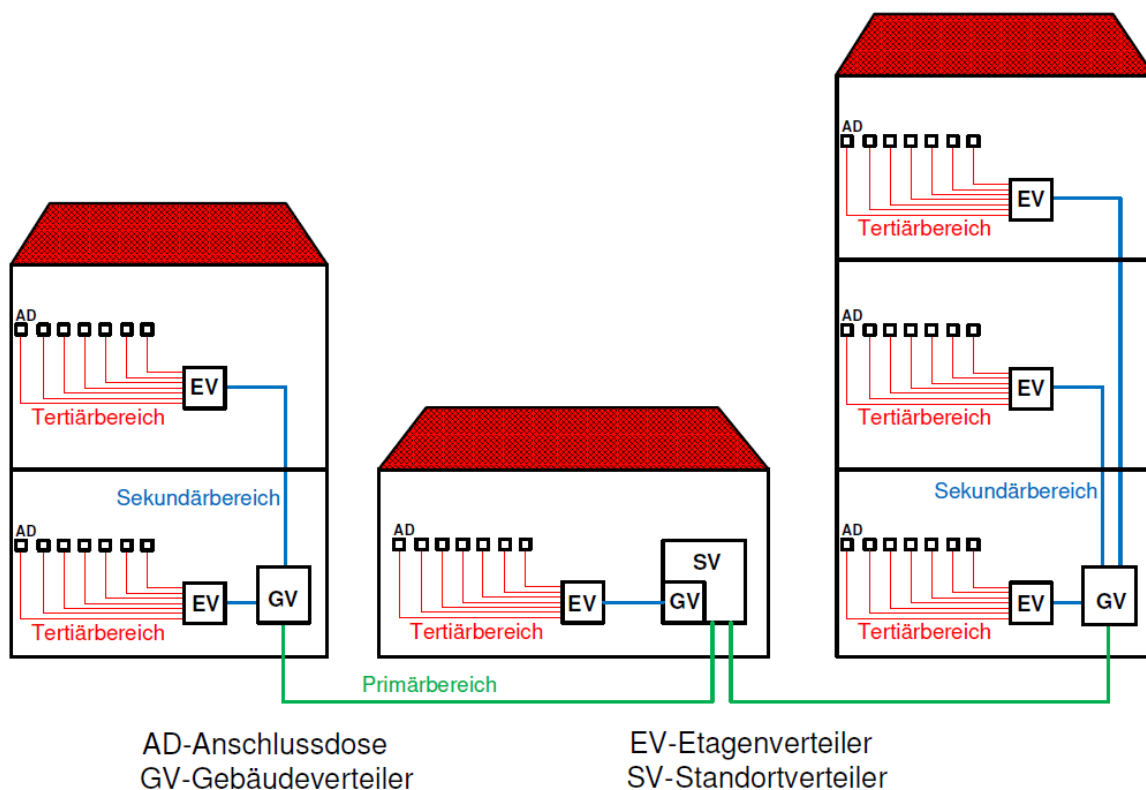 AD
EV
Tertiärbereich
AD
EV
Tertiärbereich
AD
EV
Tertiärbereich
Sekundärbereich
AD
EV
GV
Tertiärbereich
AD
SV
EV
GV
Tertiärbereich
Sekundärbereich
AD
EV
GV
Tertiärbereich
Primärbereich
AD-Anschlussdose
GV-Gebäudeverteiler
EV-Etagenverteiler
SV-Standortverteiler